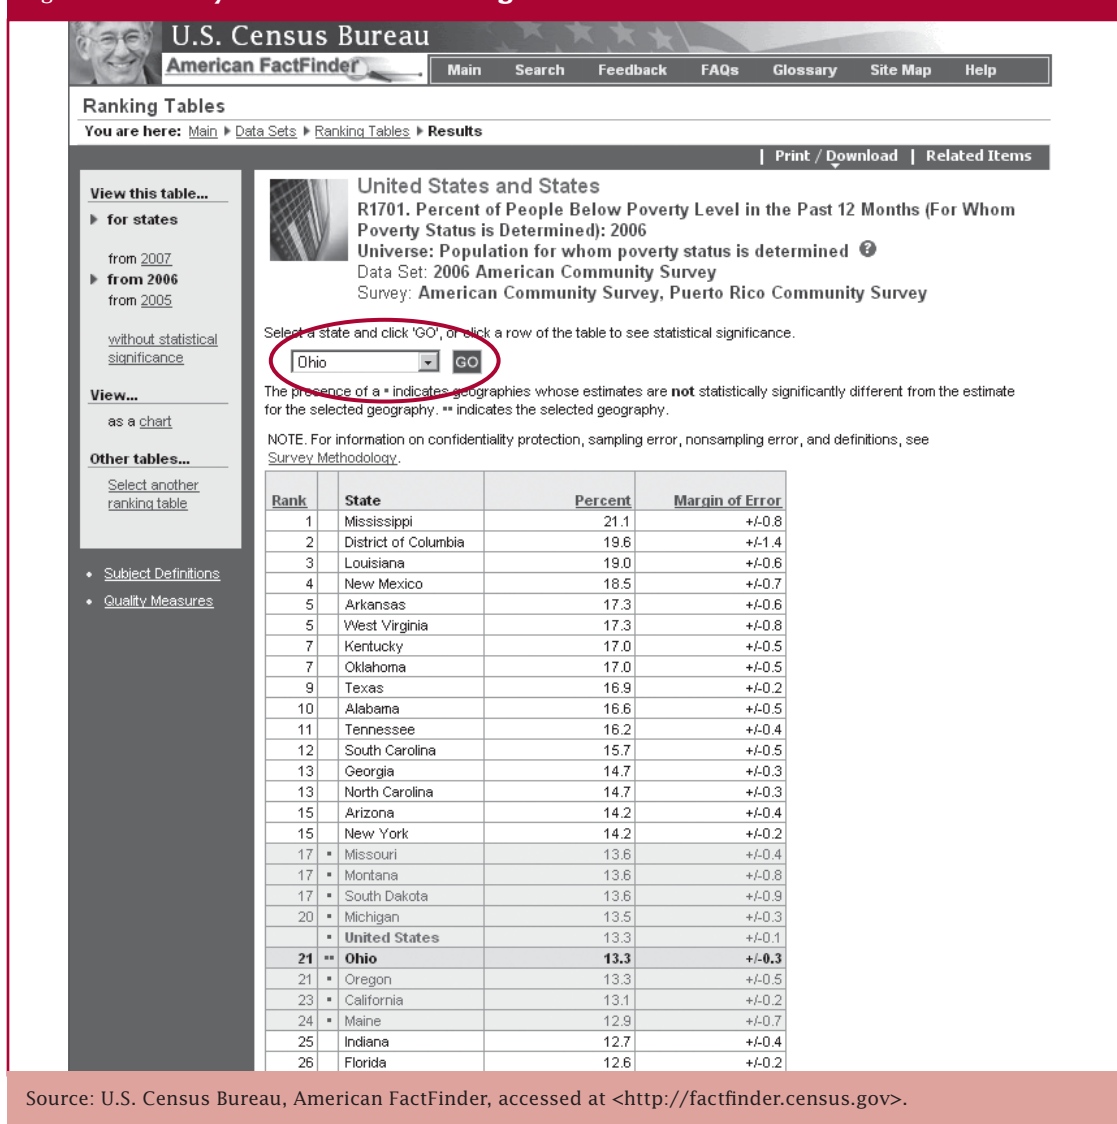 U.S. Census Bureau
American FactFinder
Main Search Feedback FAQs Glossary Site Map Help
Ranking Tables
You are here: Main ▶ Data Sets ▶ Ranking Tables ▶ Results
| Print / Download | Related Items
View this table...
▶ for states
from 2007
▶ from 2006
from 2005
without statistical
significance
View...
as a chart
Other tables...
Select another
ranking table
• Subject Definitions
• Quality Measures
United States and States
R1701. Percent of People Below Poverty Level in the Past 12 Months (For Whom
Poverty Status is Determined): 2006
Universe: Population for whom poverty status is determined ?
Data Set: 2006 American Community Survey
Survey: American Community Survey, Puerto Rico Community Survey
Select a state and click 'GO', or click a row of the table to see statistical significance.
Ohio GO
The presence of a * indicates geographies whose estimates are not statistically significantly different from the estimate
for the selected geography. ** indicates the selected geography.
NOTE. For information on confidentiality protection, sampling error, nonsampling error, and definitions, see
Survey Methodology.
Rank State Percent Margin of Error
1 Mississippi 21.1 +/-0.8
2 District of Columbia 19.6 +/-1.4
3 Louisiana 19.0 +/-0.6
4 New Mexico 18.5 +/-0.7
5 Arkansas 17.3 +/-0.6
5 West Virginia 17.3 +/-0.8
7 Kentucky 17.0 +/-0.5
7 Oklahoma 17.0 +/-0.5
9 Texas 16.9 +/-0.2
10 Alabama 16.6 +/-0.5
11 Tennessee 16.2 +/-0.4
12 South Carolina 15.7 +/-0.5
13 Georgia 14.7 +/-0.3
13 North Carolina 14.7 +/-0.3
15 Arizona 14.2 +/-0.4
15 New York 14.2 +/-0.2
17 * Missouri 13.6 +/-0.4
17 * Montana 13.6 +/-0.8
17 * South Dakota 13.6 +/-0.9
20 * Michigan 13.5 +/-0.3
* United States 13.3 +/-0.1
21 ** Ohio 13.3 +/-0.3
21 * Oregon 13.3 +/-0.5
23 * California 13.1 +/-0.2
24 * Maine 12.9 +/-0.7
25 Indiana 12.7 +/-0.4
26 Florida 12.6 +/-0.2
Source: U.S. Census Bureau, American FactFinder, accessed at <http://factfinder.census.gov>.